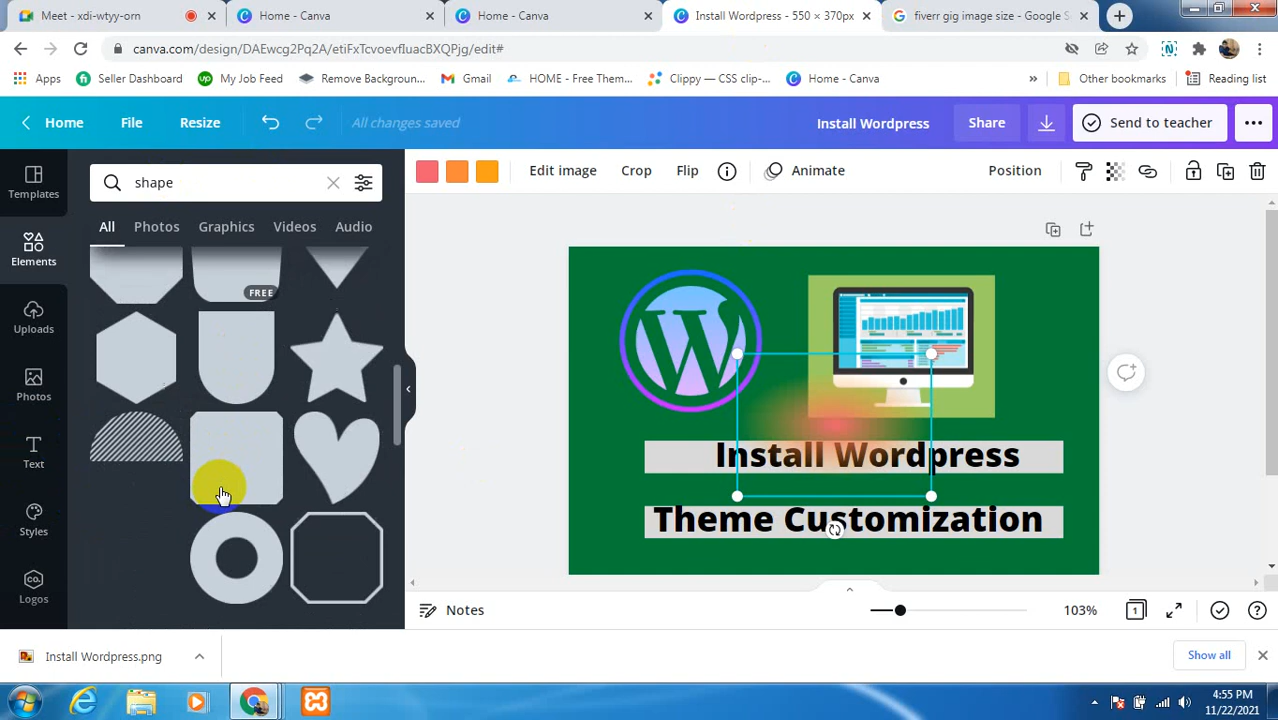 Meet - xdi-wtyy-orn
Home - Canva
Home - Canva
Install Wordpress - 550 × 370px
fiverr gig image size - Google S
canva.com/design/DAEwcg2Pq2A/etiFxTcvoevfIuacBXQPjg/edit#
Apps
Seller Dashboard
My Job Feed
Remove Background...
Gmail
HOME - Free Them...
Clippy — CSS clip-...
Home - Canva
»
Other bookmarks
Reading list
Home
File
Resize
All changes saved
Install Wordpress
Share
Send to teacher
Templates
Elements
Uploads
Photos
Text
Styles
CO.
Logos
shape
All
Photos
Graphics
Videos
Audio
FREE
Edit image
Crop
Flip
Animate
Position
Install Wordpress
Theme Customization
Notes
103%
1
Install Wordpress.png
Show all
4:55 PM
11/22/2021